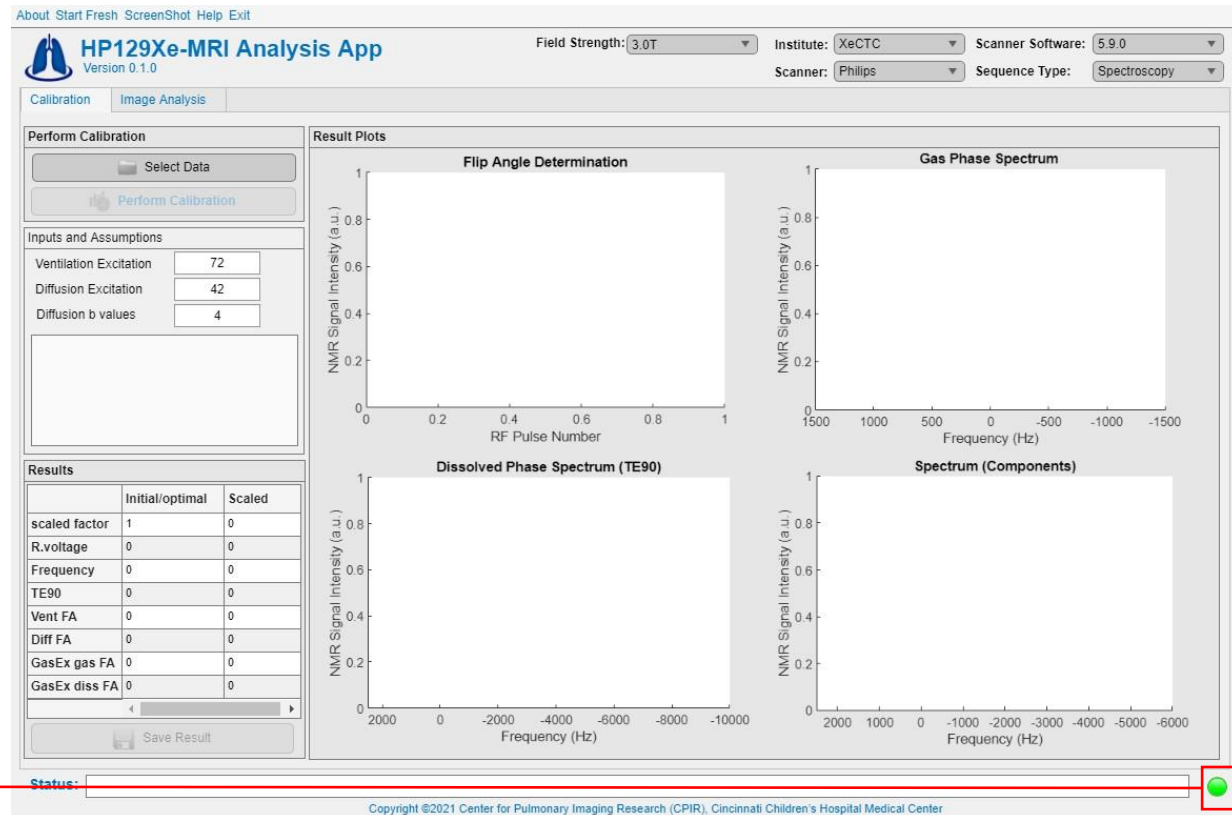 About Start Fresh ScreenShot Help Exit
HP129Xe-MRI Analysis App
Version 0.1.0
Field Strength: 3.0T
Institute: XeCTC
Scanner Software: 5.9.0
Scanner: Philips
Sequence Type: Spectroscopy
Calibration Image Analysis
Perform Calibration
Select Data
Perform Calibration
Inputs and Assumptions
Ventilation Excitation 72
Diffusion Excitation 42
Diffusion b values 4
Results
Initial/optimal Scaled
scaled factor 1 0
R.voltage 0 0
Frequency 0 0
TE90 0 0
Vent FA 0 0
Diff FA 0 0
GasEx gas FA 0 0
GasEx diss FA 0 0
Save Result
Result Plots
Flip Angle Determination
NMR Signal Intensity (a.u.)
1
0.8
0.6
0.4
0.2
0
0 0.2 0.4 0.6 0.8 1
RF Pulse Number
Gas Phase Spectrum
NMR Signal Intensity (a.u.)
1
0.8
0.6
0.4
0.2
0
1500 1000 500 0 -500 -1000 -1500
Frequency (Hz)
Dissolved Phase Spectrum (TE90)
NMR Signal Intensity (a.u.)
1
0.8
0.6
0.4
0.2
0
2000 0 -2000 -4000 -6000 -8000 -10000
Frequency (Hz)
Spectrum (Components)
NMR Signal Intensity (a.u.)
1
0.8
0.6
0.4
0.2
0
2000 1000 0 -1000 -2000 -3000 -4000 -5000 -6000
Frequency (Hz)
Status:
Copyright ©2021 Center for Pulmonary Imaging Research (CPIR), Cincinnati Children's Hospital Medical Center